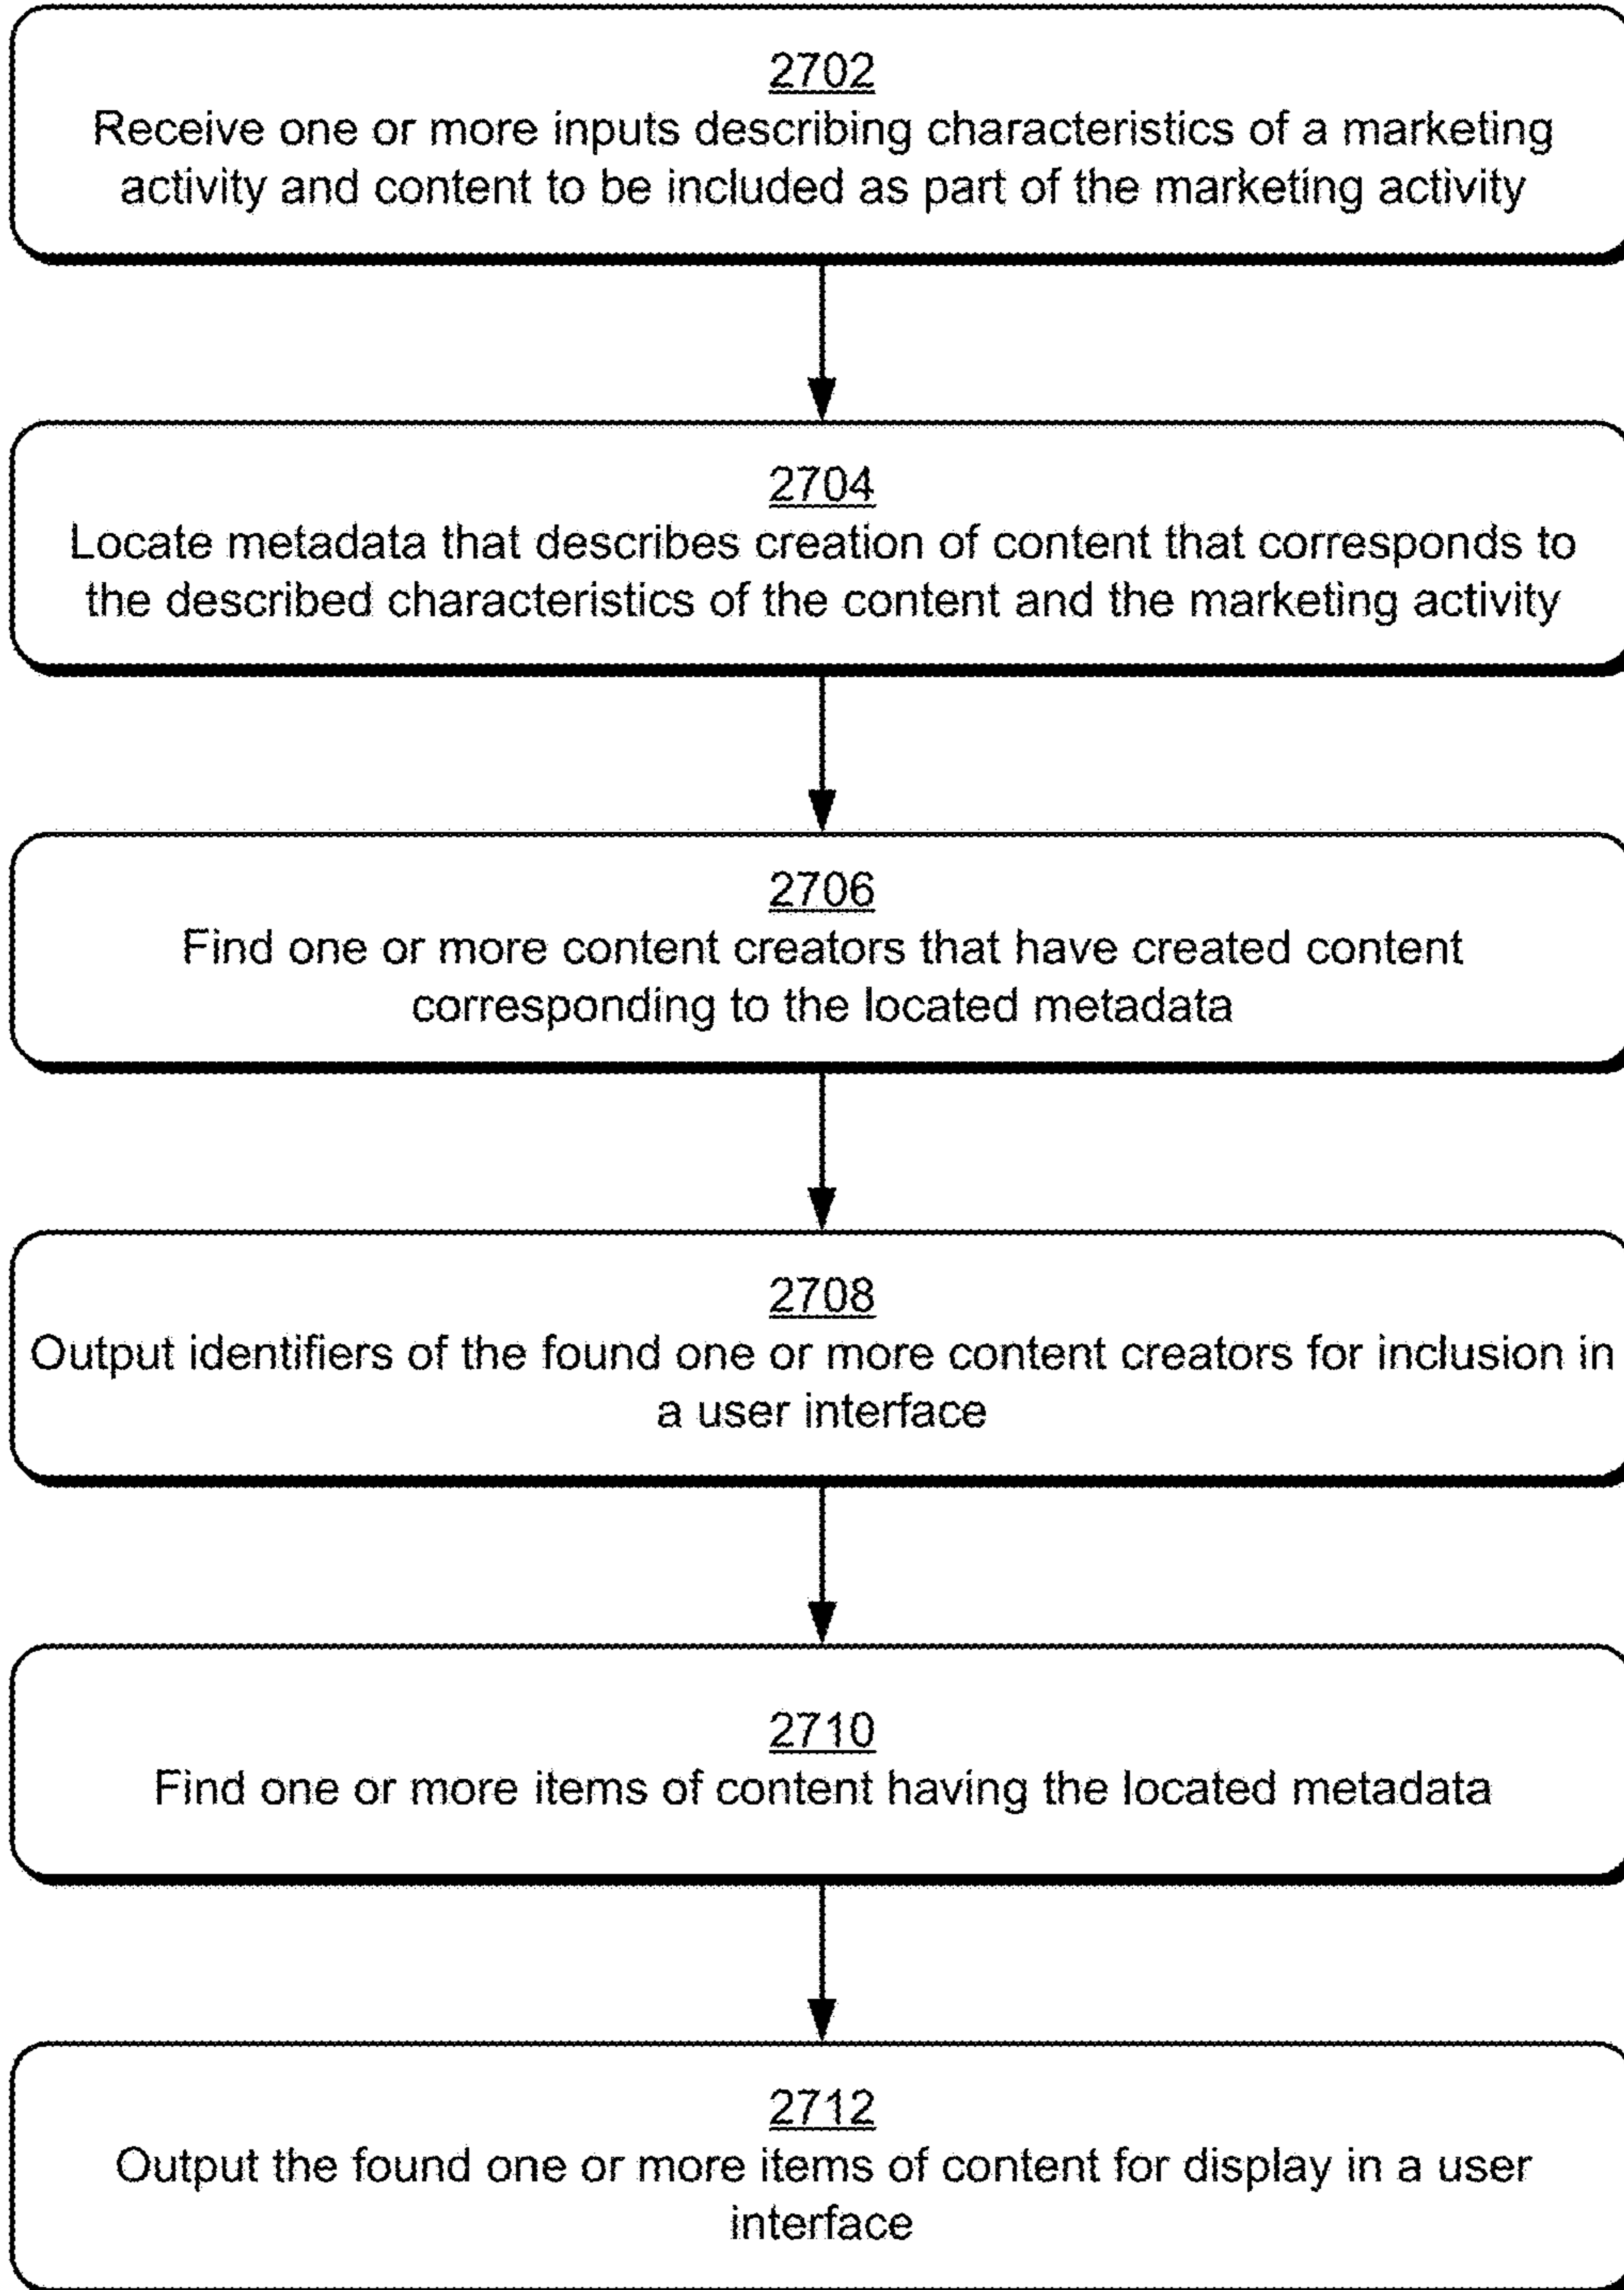 2702
Receive one or more inputs describing characteristics of a marketing
activity and content to be included as part of the marketing activity
2704
Locate metadata that describes creation of content that corresponds to
the described characteristics of the content and the marketing activity
2706
Find one or more content creators that have created content
corresponding to the located metadata
2708
Output identifiers of the found one or more content creators for inclusion in
a user interface
2710
Find one or more items of content having the located metadata
2712
Output the found one or more items of content for display in a user
interface